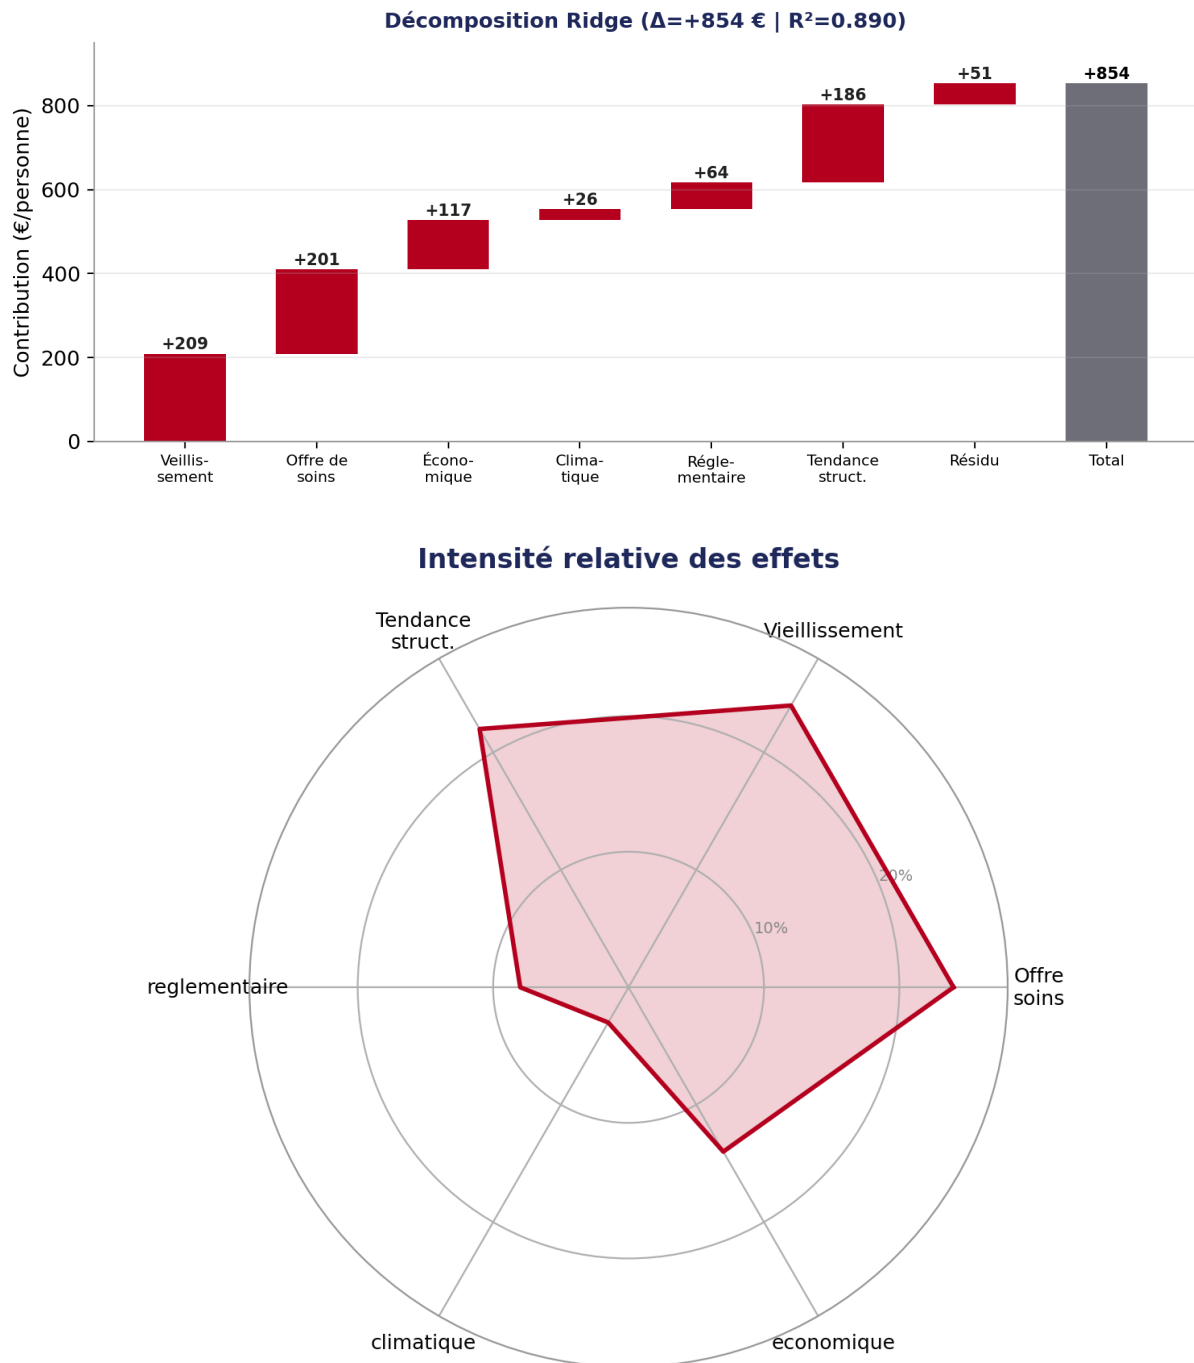 Décomposition Ridge (Δ=+854 € | R²=0.890)
Contribution (€/personne)
800
600
400
200
0
+209
+201
+117
+26
+64
+186
+51
+854
Veillis-
sement
Offre de
soins
Écono-
mique
Clima-
tique
Régle-
mentaire
Tendance
struct.
Résidu
Total
Intensité relative des effets
Tendance
struct.
Vieillissement
20%
10%
reglementaire
Offre
soins
climatique
economique